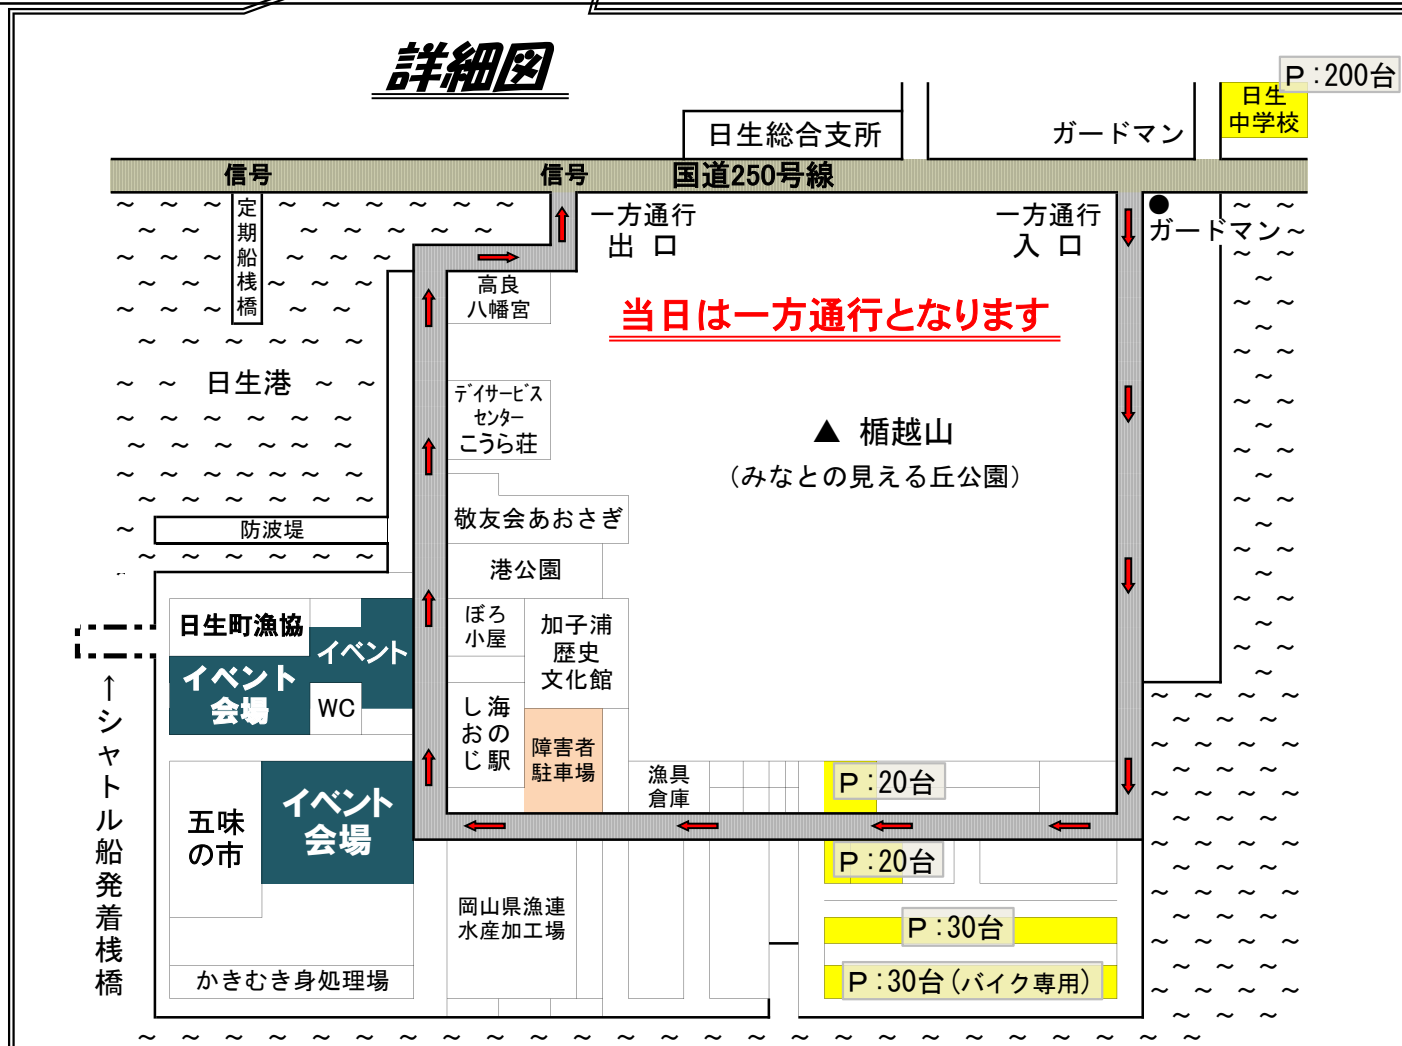 詳細図
P:200台
日生
中学校
日生総合支所
ガードマン
信号
信号
国道250号線
定期船桟橋
一方通行
出口
一方通行
入口
ガードマン
高良
八幡宮
当日は一方通行となります
日生港
デイサービス
センター
こうら荘
▲ 楯越山
(みなとの見える丘公園)
敬友会あおさぎ
防波堤
港公園
日生町漁協
イベント
イベント
会場
WC
ぼろ
小屋
加子浦
歴史
文化館
↑シャトル船発着桟橋
海の駅
しおじ
障害者
駐車場
漁具
倉庫
P:20台
五味
の市
イベント
会場
P:20台
岡山県漁連
水産加工場
P:30台
かきむき身処理場
P:30台(バイク専用)